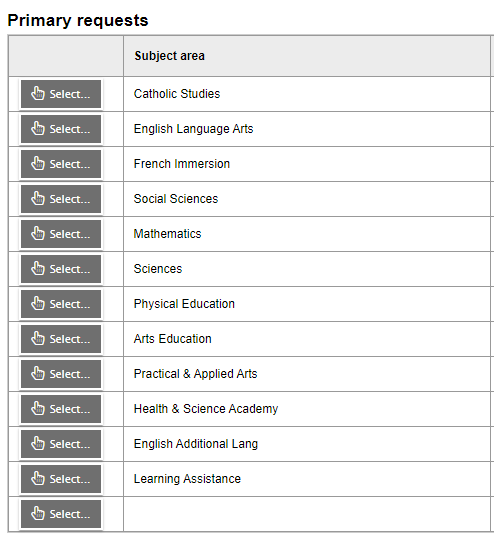 Primary requests
Subject area
Select... Catholic Studies
Select... English Language Arts
Select... French Immersion
Select... Social Sciences
Select... Mathematics
Select... Sciences
Select... Physical Education
Select... Arts Education
Select... Practical & Applied Arts
Select... Health & Science Academy
Select... English Additional Lang
Select... Learning Assistance
Select...